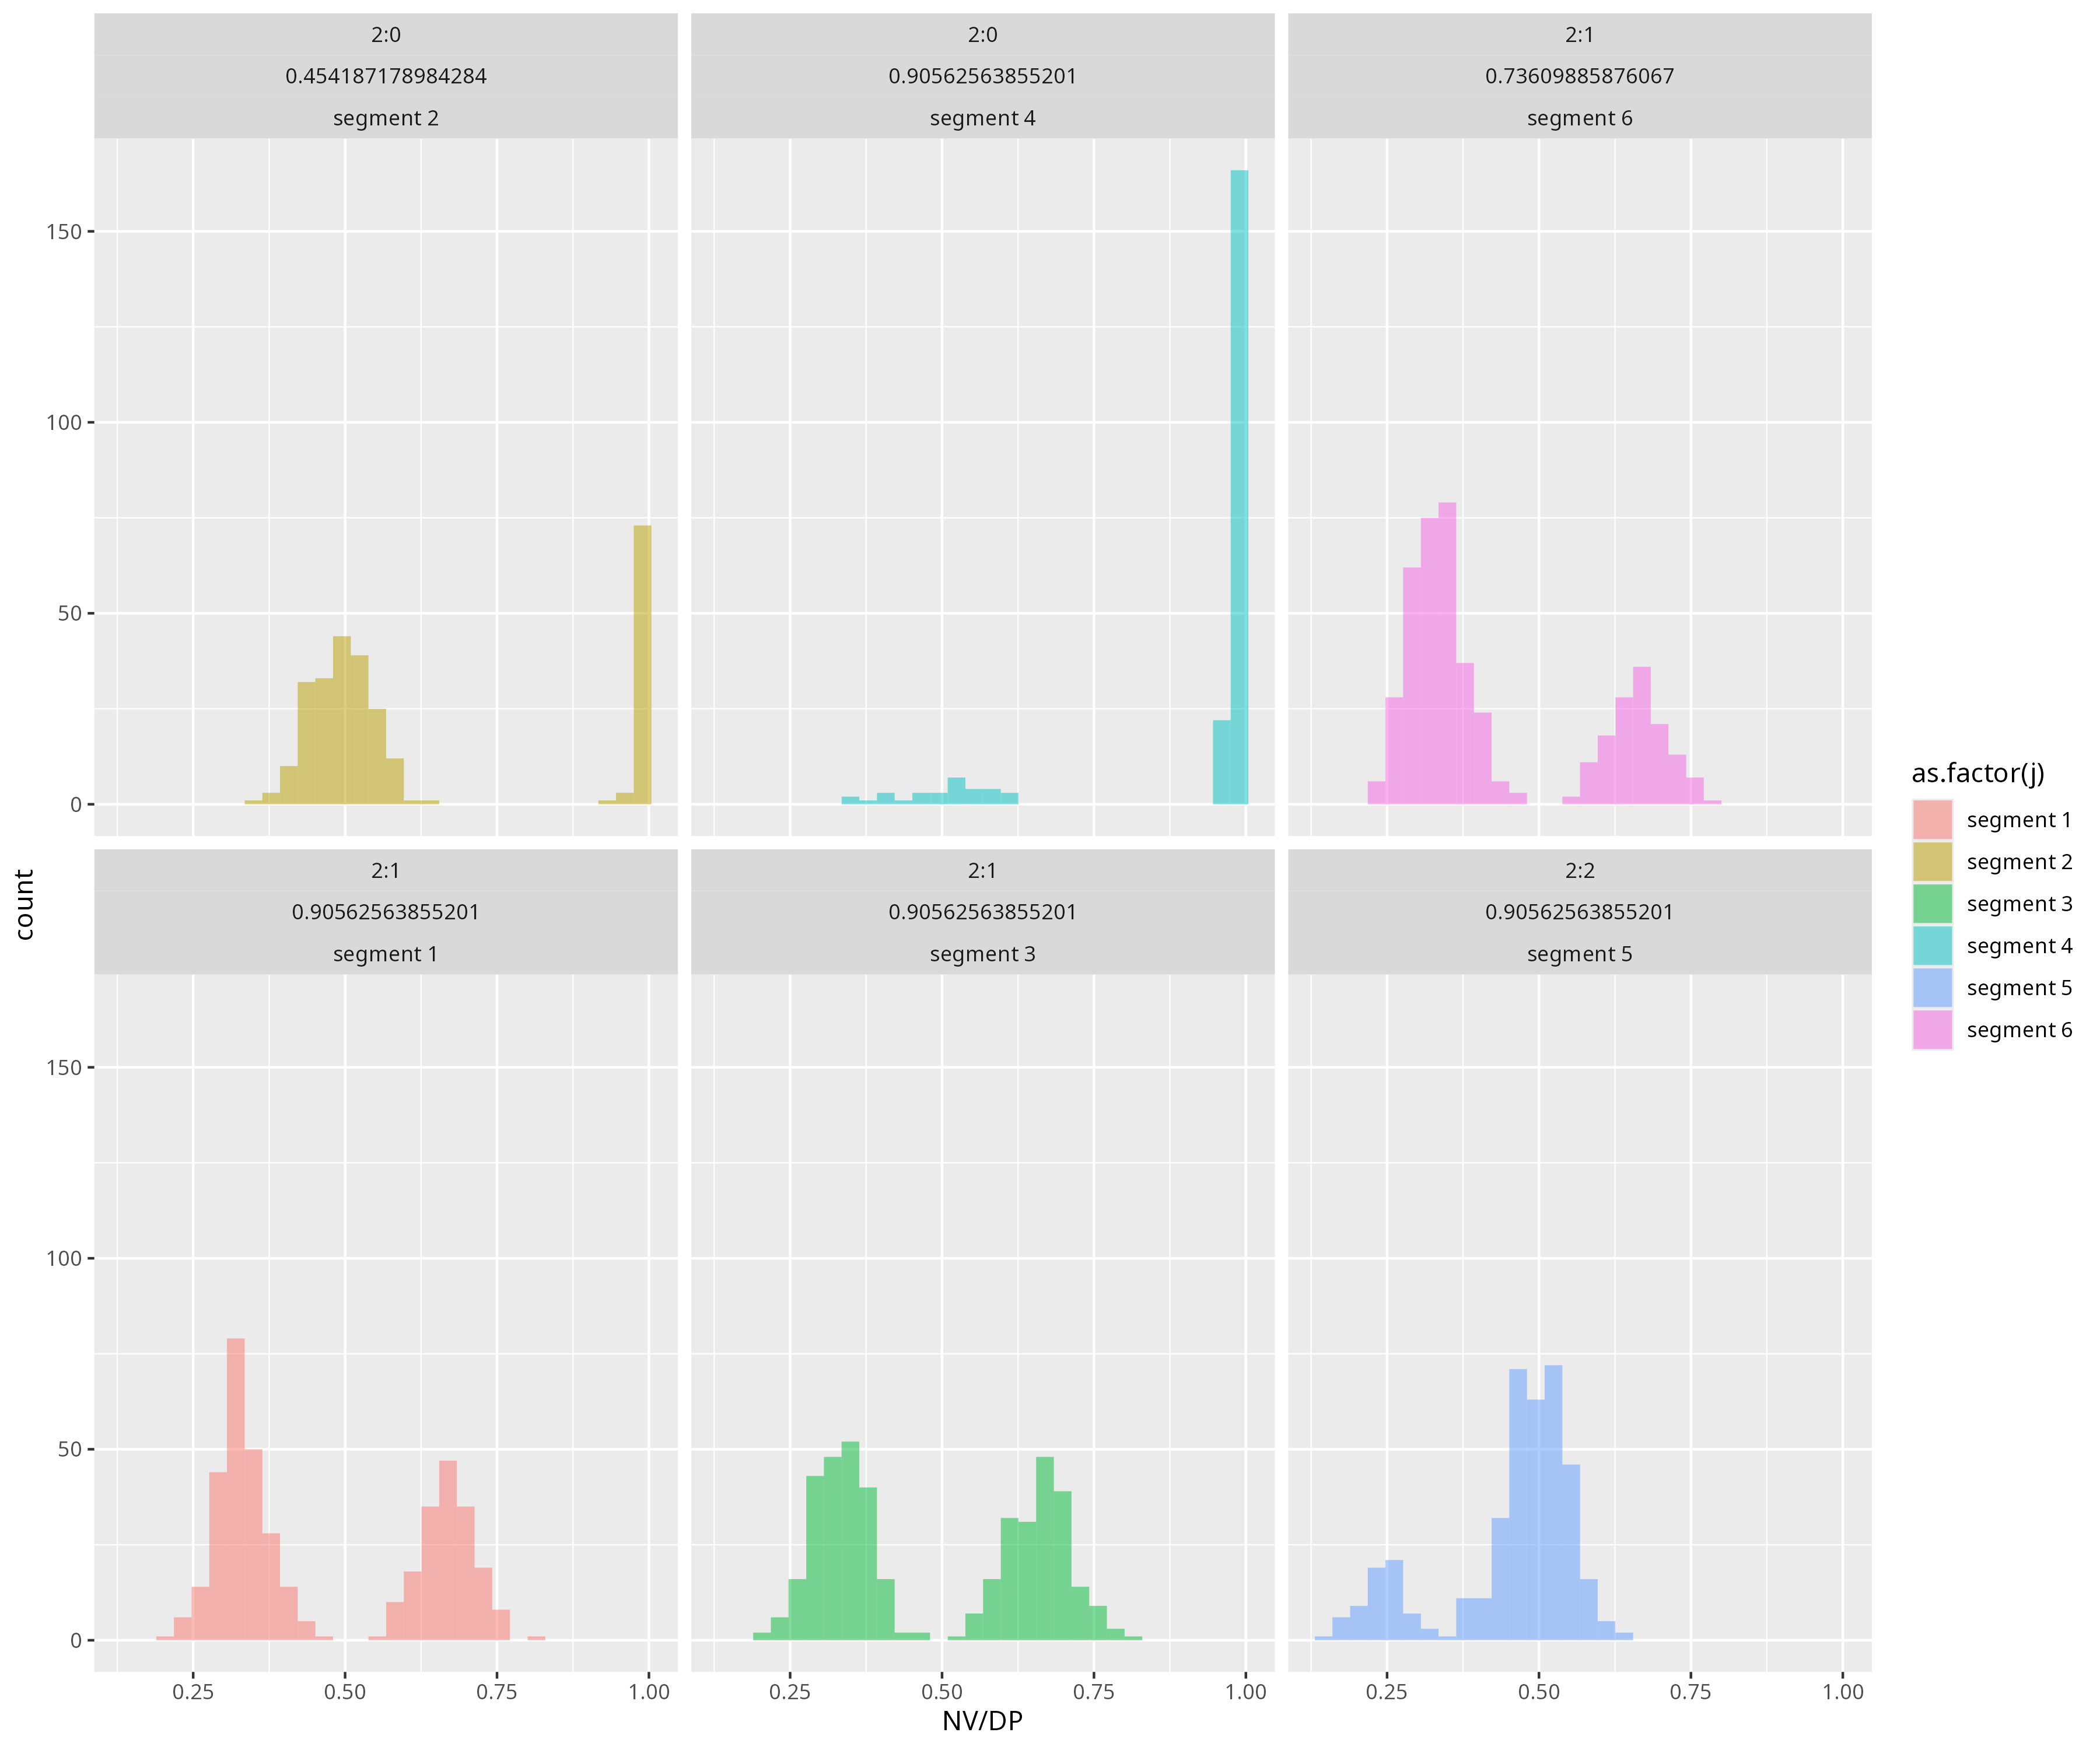 2:0
0.454187178984284
segment 2
2:0
0.90562563855201
segment 4
2:1
0.73609885876067
segment 6
150
100
50
0
2:1
0.90562563855201
segment 1
2:1
0.90562563855201
segment 3
2:2
0.90562563855201
segment 5
150
100
50
0
0.25 0.50 0.75 1.00
0.25 0.50 0.75 1.00
0.25 0.50 0.75 1.00
NV/DP
count
as.factor(j)
segment 1
segment 2
segment 3
segment 4
segment 5
segment 6